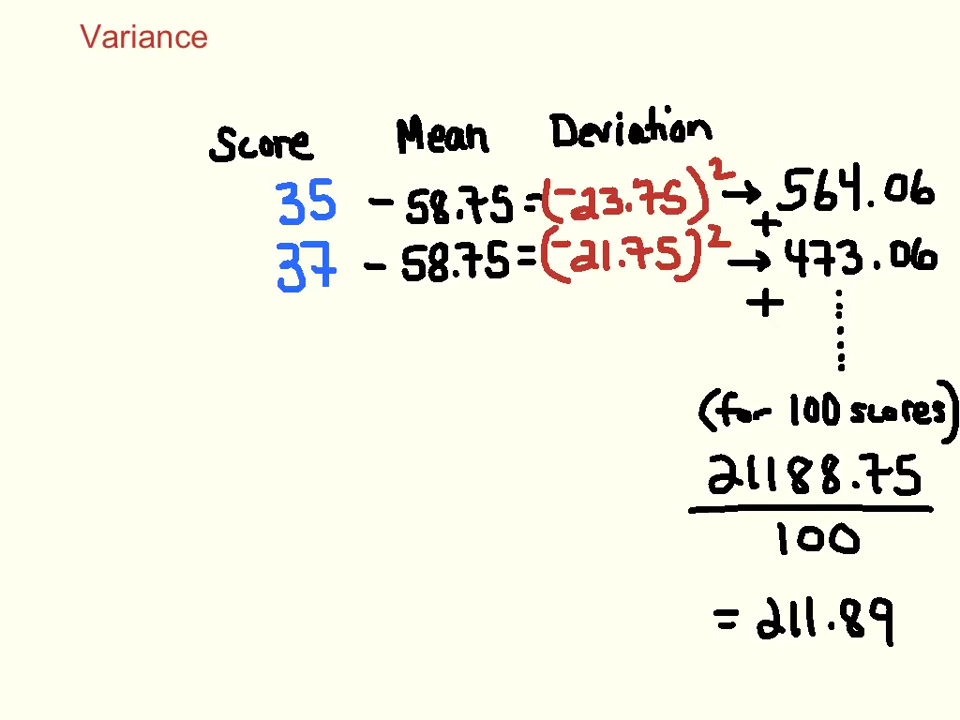 Variance
Score Mean Deviation
35 - 58.75 = (-23.75)² → 564.06
+
37 - 58.75 = (-21.75)² → 473.06
+
(for 100 scores)
21188.75
100
= 211.89